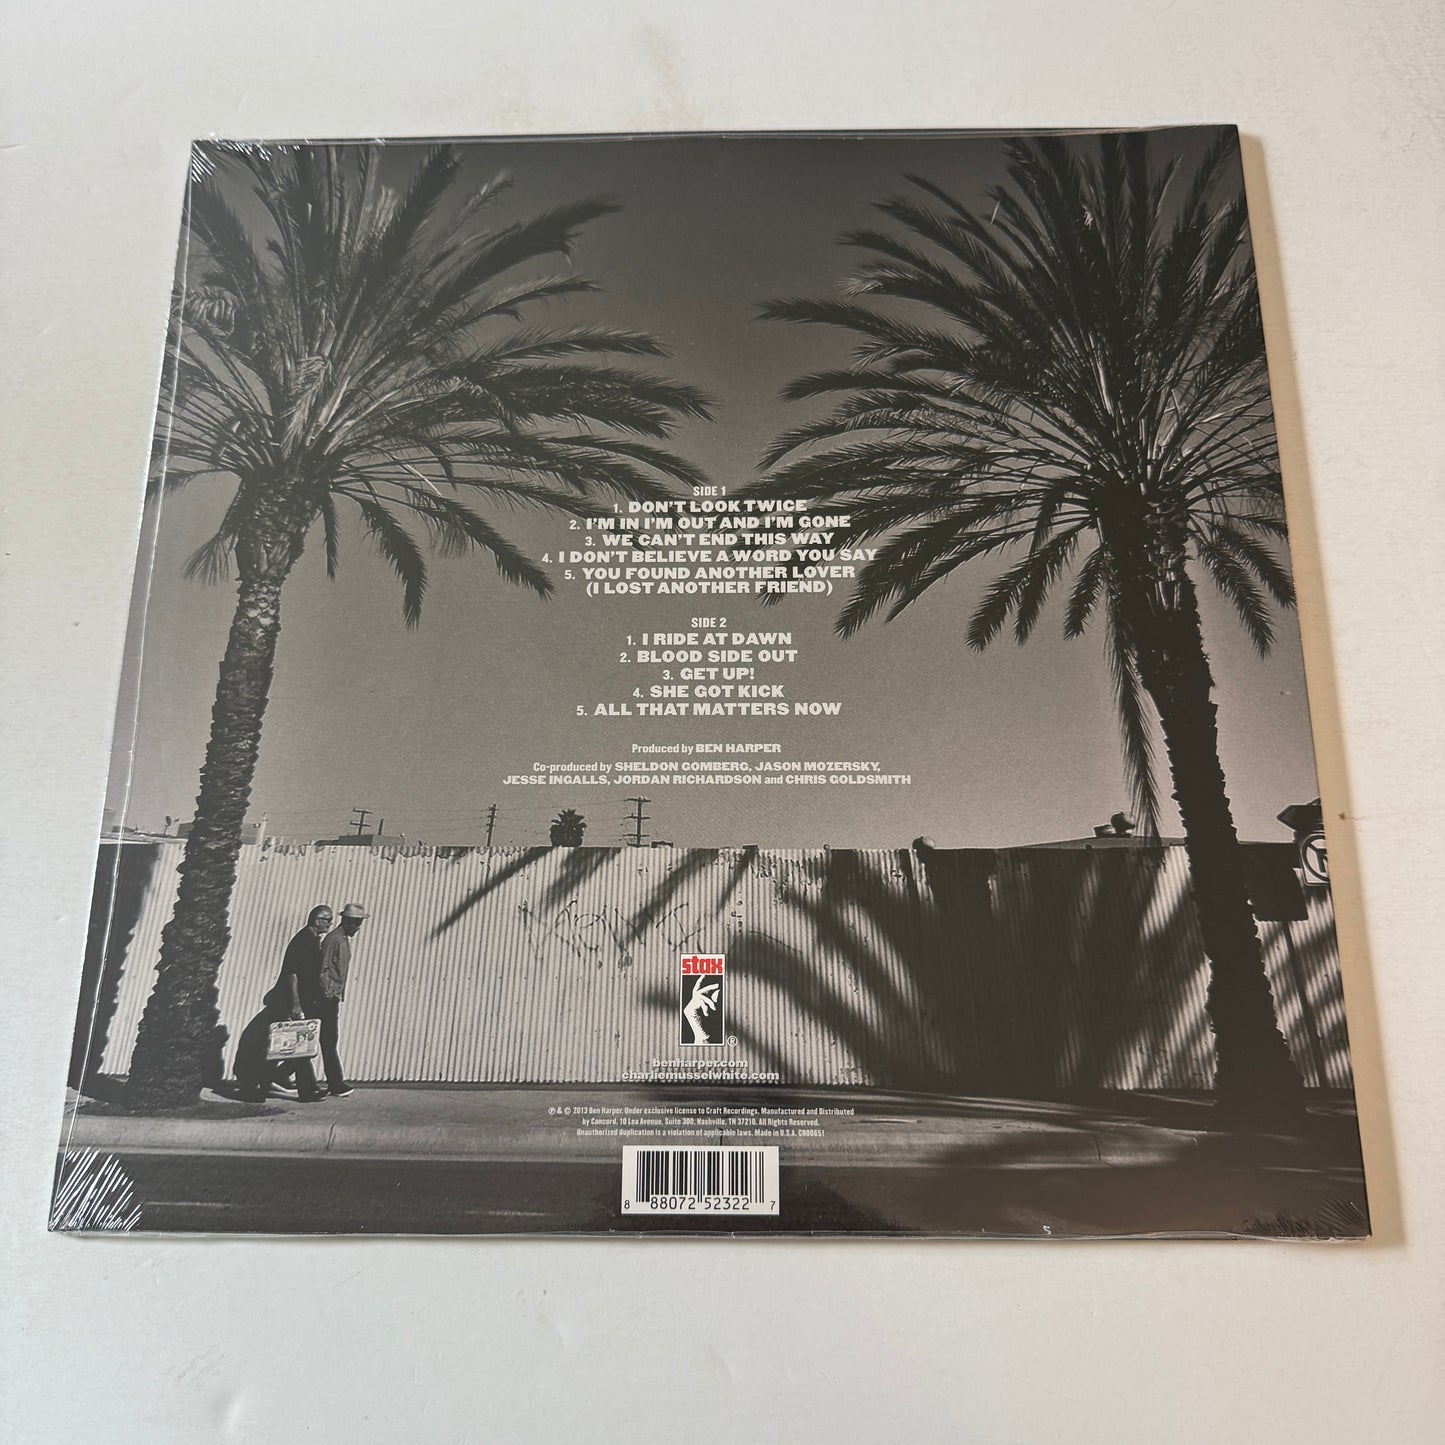 SIDE 1
1. DON'T LOOK TWICE
2. I'M IN I'M OUT AND I'M GONE
3. WE CAN'T END THIS WAY
4. I DON'T BELIEVE A WORD YOU SAY
5. YOU FOUND ANOTHER LOVER
(I LOST ANOTHER FRIEND)
SIDE 2
1. I RIDE AT DAWN
2. BLOOD SIDE OUT
3. GET UP!
4. SHE GOT KICK
5. ALL THAT MATTERS NOW
Produced by BEN HARPER
Co-produced by SHELDON GOMBERG, JASON MOZERSKY,
JESSE INGALLS, JORDAN RICHARDSON and CHRIS GOLDSMITH
stax
®
benharper.com
charliemusselwhite.com
℗ & © 2013 Ben Harper. Under exclusive license to Craft Recordings. Manufactured and Distributed
by Concord, 10 Lea Avenue, Suite 300, Nashville, TN 37210. All Rights Reserved.
Unauthorized duplication is a violation of applicable laws. Made in U.S.A. CR00651
8 88072 52322 7